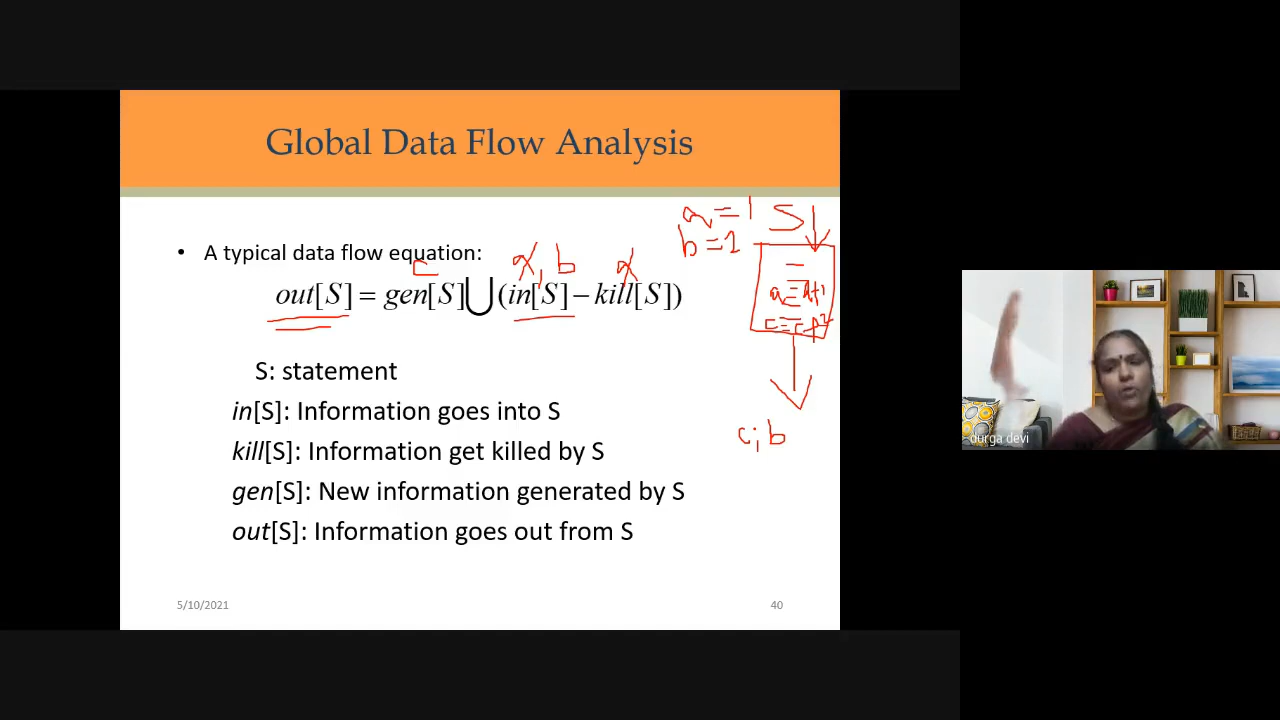 Global Data Flow Analysis
a = 1 S
b = 2
• A typical data flow equation:
c a, b a
out[S] = gen[S] ⋃ (in[S] − kill[S])
a = a+1
S: statement
in[S]: Information goes into S
c, b
kill[S]: Information get killed by S
gen[S]: New information generated by S
out[S]: Information goes out from S
5/10/2021
40
durga devi